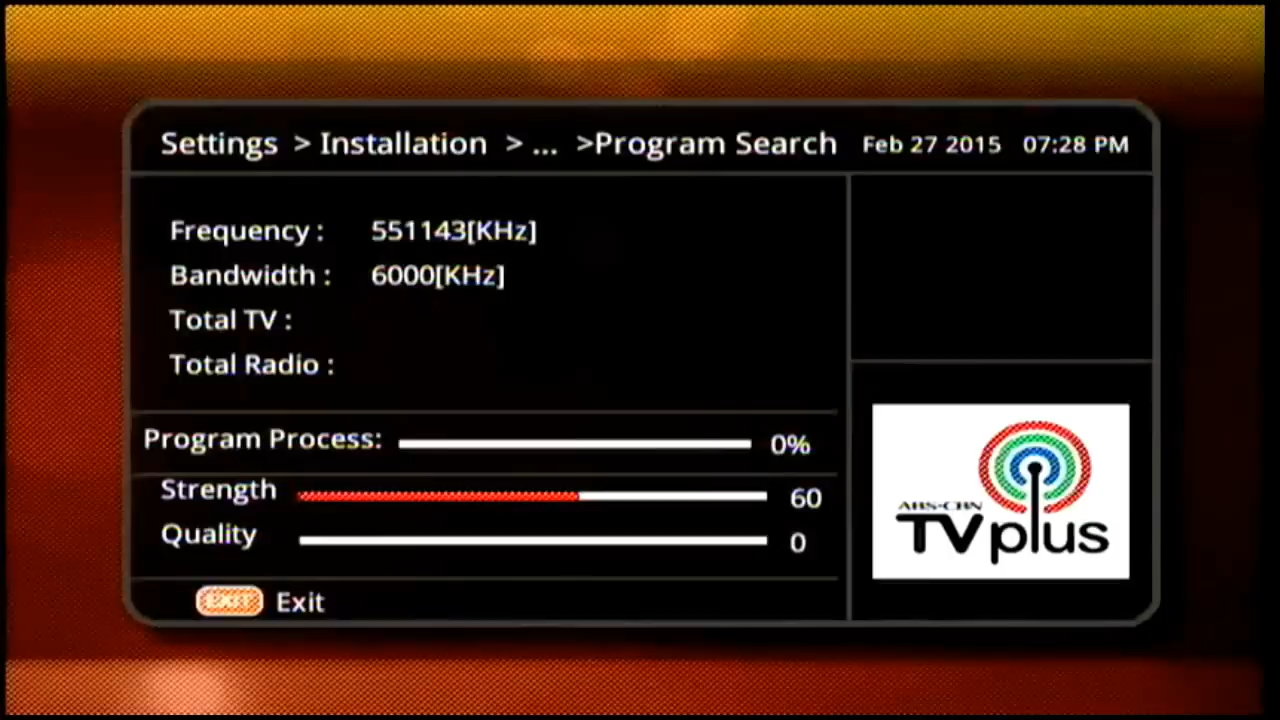 Settings > Installation > ... >Program Search Feb 27 2015 07:28 PM
Frequency : 551143[KHz]
Bandwidth : 6000[KHz]
Total TV :
Total Radio :
Program Process: 0%
Strength 60
Quality 0
ABS-CBN
TVplus
EXIT Exit